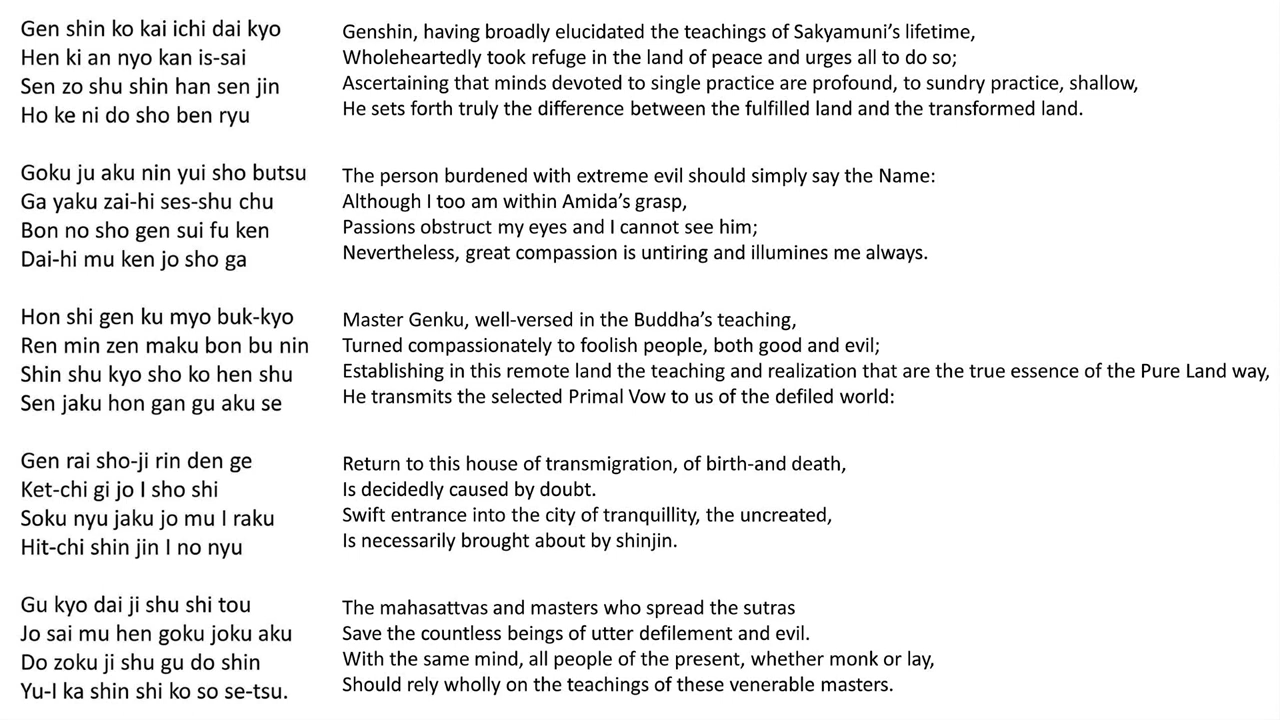 Gen shin ko kai ichi dai kyo
Hen ki an nyo kan is-sai
Sen zo shu shin han sen jin
Ho ke ni do sho ben ryu
Genshin, having broadly elucidated the teachings of Sakyamuni’s lifetime,
Wholeheartedly took refuge in the land of peace and urges all to do so;
Ascertaining that minds devoted to single practice are profound, to sundry practice, shallow,
He sets forth truly the difference between the fulfilled land and the transformed land.
Goku ju aku nin yui sho butsu
Ga yaku zai-hi ses-shu chu
Bon no sho gen sui fu ken
Dai-hi mu ken jo sho ga
The person burdened with extreme evil should simply say the Name:
Although I too am within Amida’s grasp,
Passions obstruct my eyes and I cannot see him;
Nevertheless, great compassion is untiring and illumines me always.
Hon shi gen ku myo buk-kyo
Ren min zen maku bon bu nin
Shin shu kyo sho ko hen shu
Sen jaku hon gan gu aku se
Master Genku, well-versed in the Buddha’s teaching,
Turned compassionately to foolish people, both good and evil;
Establishing in this remote land the teaching and realization that are the true essence of the Pure Land way,
He transmits the selected Primal Vow to us of the defiled world:
Gen rai sho-ji rin den ge
Ket-chi gi jo I sho shi
Soku nyu jaku jo mu I raku
Hit-chi shin jin I no nyu
Return to this house of transmigration, of birth-and death,
Is decidedly caused by doubt.
Swift entrance into the city of tranquillity, the uncreated,
Is necessarily brought about by shinjin.
Gu kyo dai ji shu shi tou
Jo sai mu hen goku joku aku
Do zoku ji shu gu do shin
Yu-I ka shin shi ko so se-tsu.
The mahasattvas and masters who spread the sutras
Save the countless beings of utter defilement and evil.
With the same mind, all people of the present, whether monk or lay,
Should rely wholly on the teachings of these venerable masters.